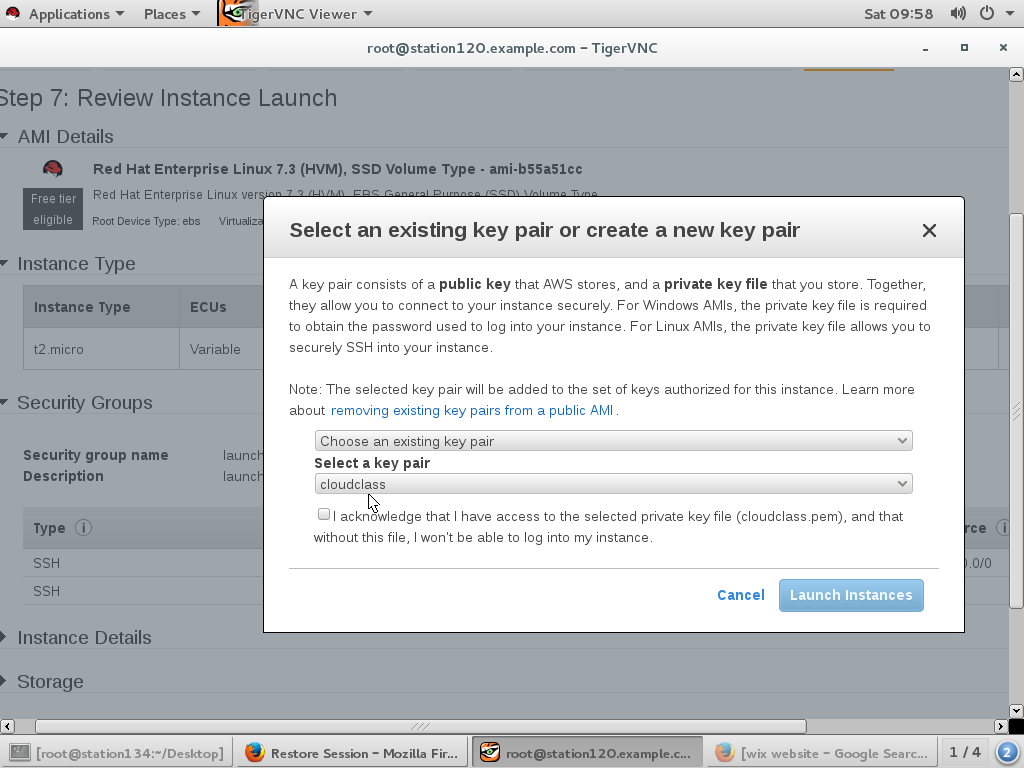 Applications Places TigerVNC Viewer Sat 09:58
root@station120.example.com – TigerVNC
Step 7: Review Instance Launch
AMI Details
Red Hat Enterprise Linux 7.3 (HVM), SSD Volume Type - ami-b55a51cc
Free tier
eligible
Red Hat Enterprise Linux version 7.3 (HVM), EBS General Purpose (SSD) Volume Type
Root Device Type: ebs Virtualiza
Instance Type
Instance Type ECUs
t2.micro Variable
Security Groups
Security group name launch
Description launch
Type i rce i
SSH 0.0/0
SSH
Instance Details
Storage
Select an existing key pair or create a new key pair
A key pair consists of a public key that AWS stores, and a private key file that you store. Together,
they allow you to connect to your instance securely. For Windows AMIs, the private key file is required
to obtain the password used to log into your instance. For Linux AMIs, the private key file allows you to
securely SSH into your instance.
Note: The selected key pair will be added to the set of keys authorized for this instance. Learn more
about removing existing key pairs from a public AMI .
Choose an existing key pair
Select a key pair
cloudclass
I acknowledge that I have access to the selected private key file (cloudclass.pem), and that
without this file, I won't be able to log into my instance.
Cancel Launch Instances
[root@station134:~/Desktop] Restore Session – Mozilla Fir... root@station120.example.c... [wix website – Google Searc... 1 / 4 2